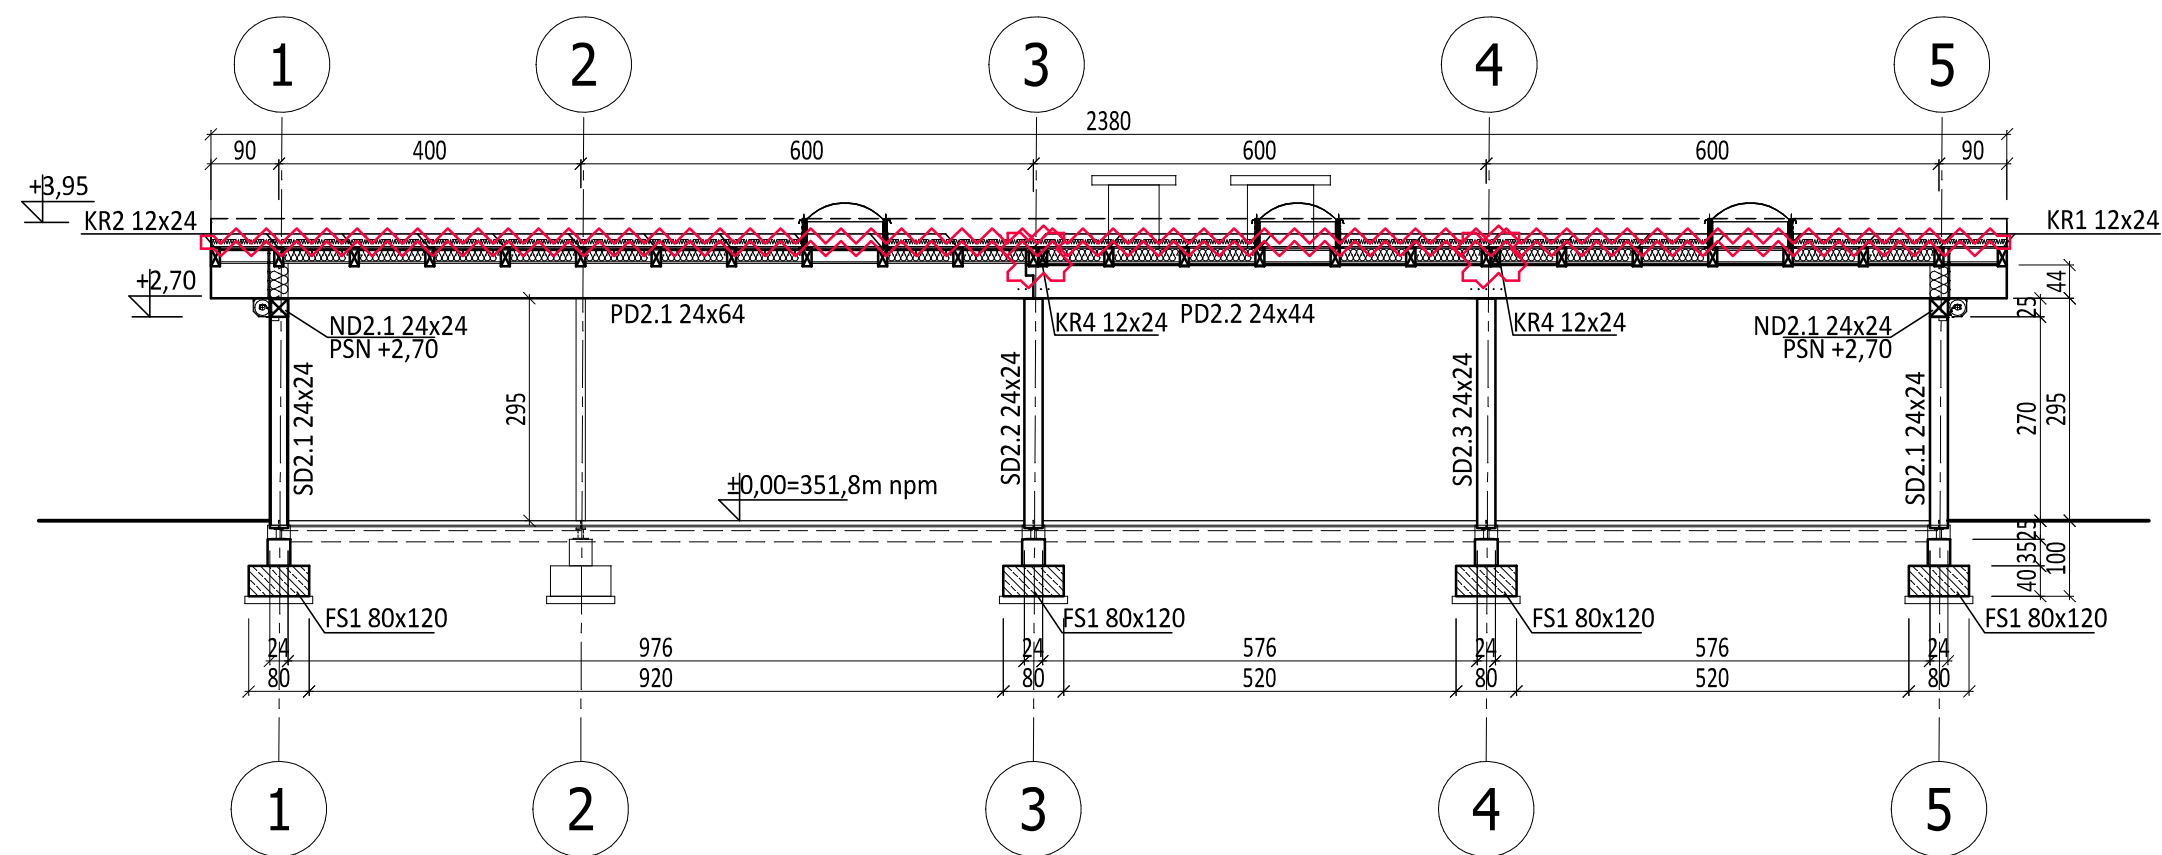 1 2 3 4 5
2380
90 400 600 600 600 90
+3,95
KR2 12x24
KR1 12x24
+2,70
44
25
PD2.1 24x64
PD2.2 24x44
KR4 12x24
KR4 12x24
ND2.1 24x24
PSN +2,70
ND2.1 24x24
PSN +2,70
SD2.1 24x24
295
SD2.2 24x24
SD2.3 24x24
SD2.1 24x24
270
295
±0,00=351,8m npm
25
35
40
100
FS1 80x120
FS1 80x120
FS1 80x120
FS1 80x120
24 976 24 576 24 576 24
80 920 80 520 80 520 80
1 2 3 4 5